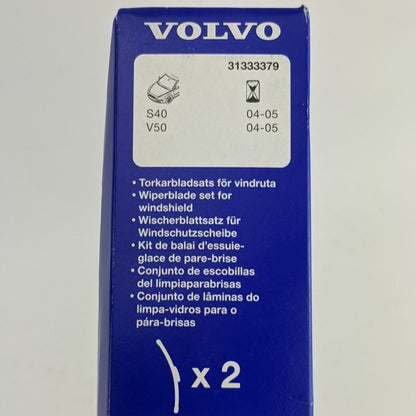 VOLVO
31333379
S40 04-05
V50 04-05
• Torkarbladsats för vindruta
• Wiperblade set for
windshield
• Wischerblattsatz für
Windschutzscheibe
• Kit de balai d'essuie-
glace de pare-brise
• Conjunto de escobillas
del limpiaparabrisas
• Conjunto de lâminas do
limpa-vidros para o
pára-brisas
x 2